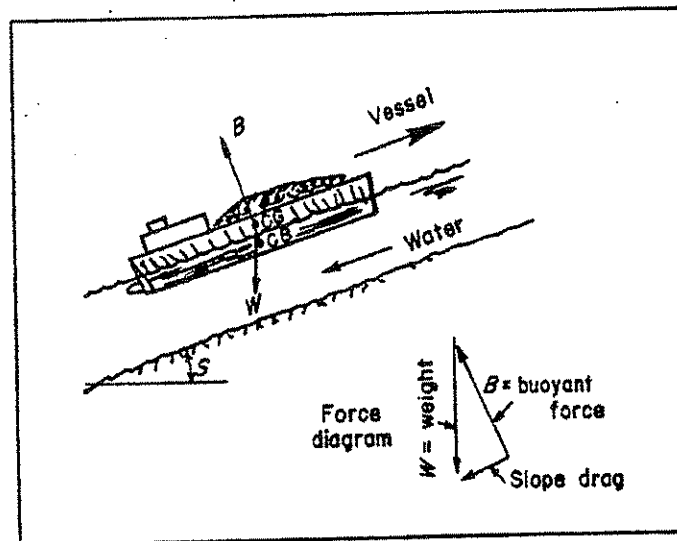 B
Vessel
CG
CB
Water
W
S
Force
diagram
W = weight
B = buoyant
force
Slope drag